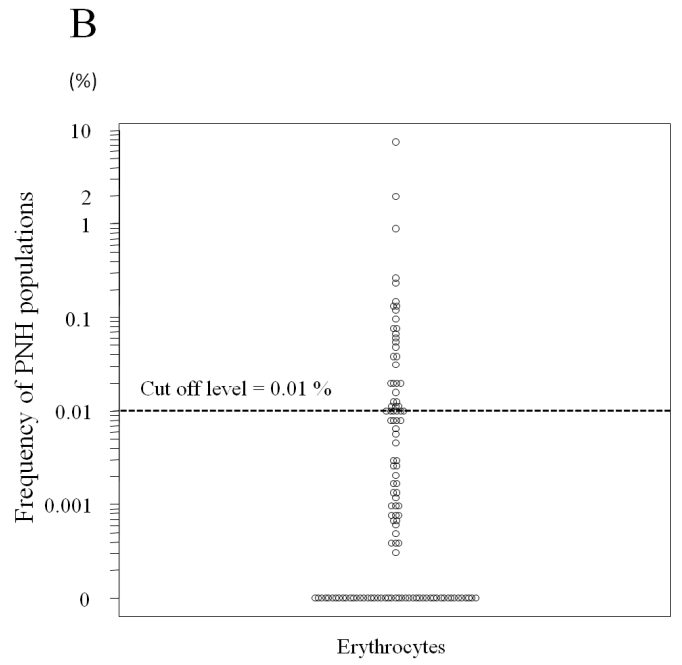 B
(%)
Frequency of PNH populations
10
2
1
0.1
Cut off level = 0.01 %
0.01
0.001
0
Erythrocytes